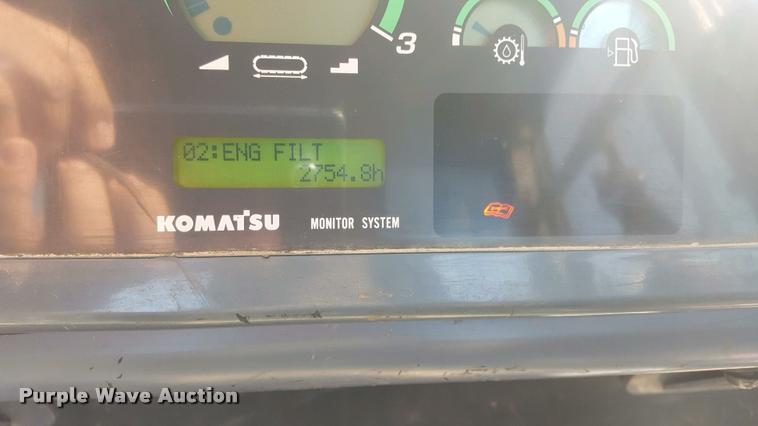 3
02:ENG FILT
2754.8h
KOMATSU MONITOR SYSTEM
Purple Wave Auction